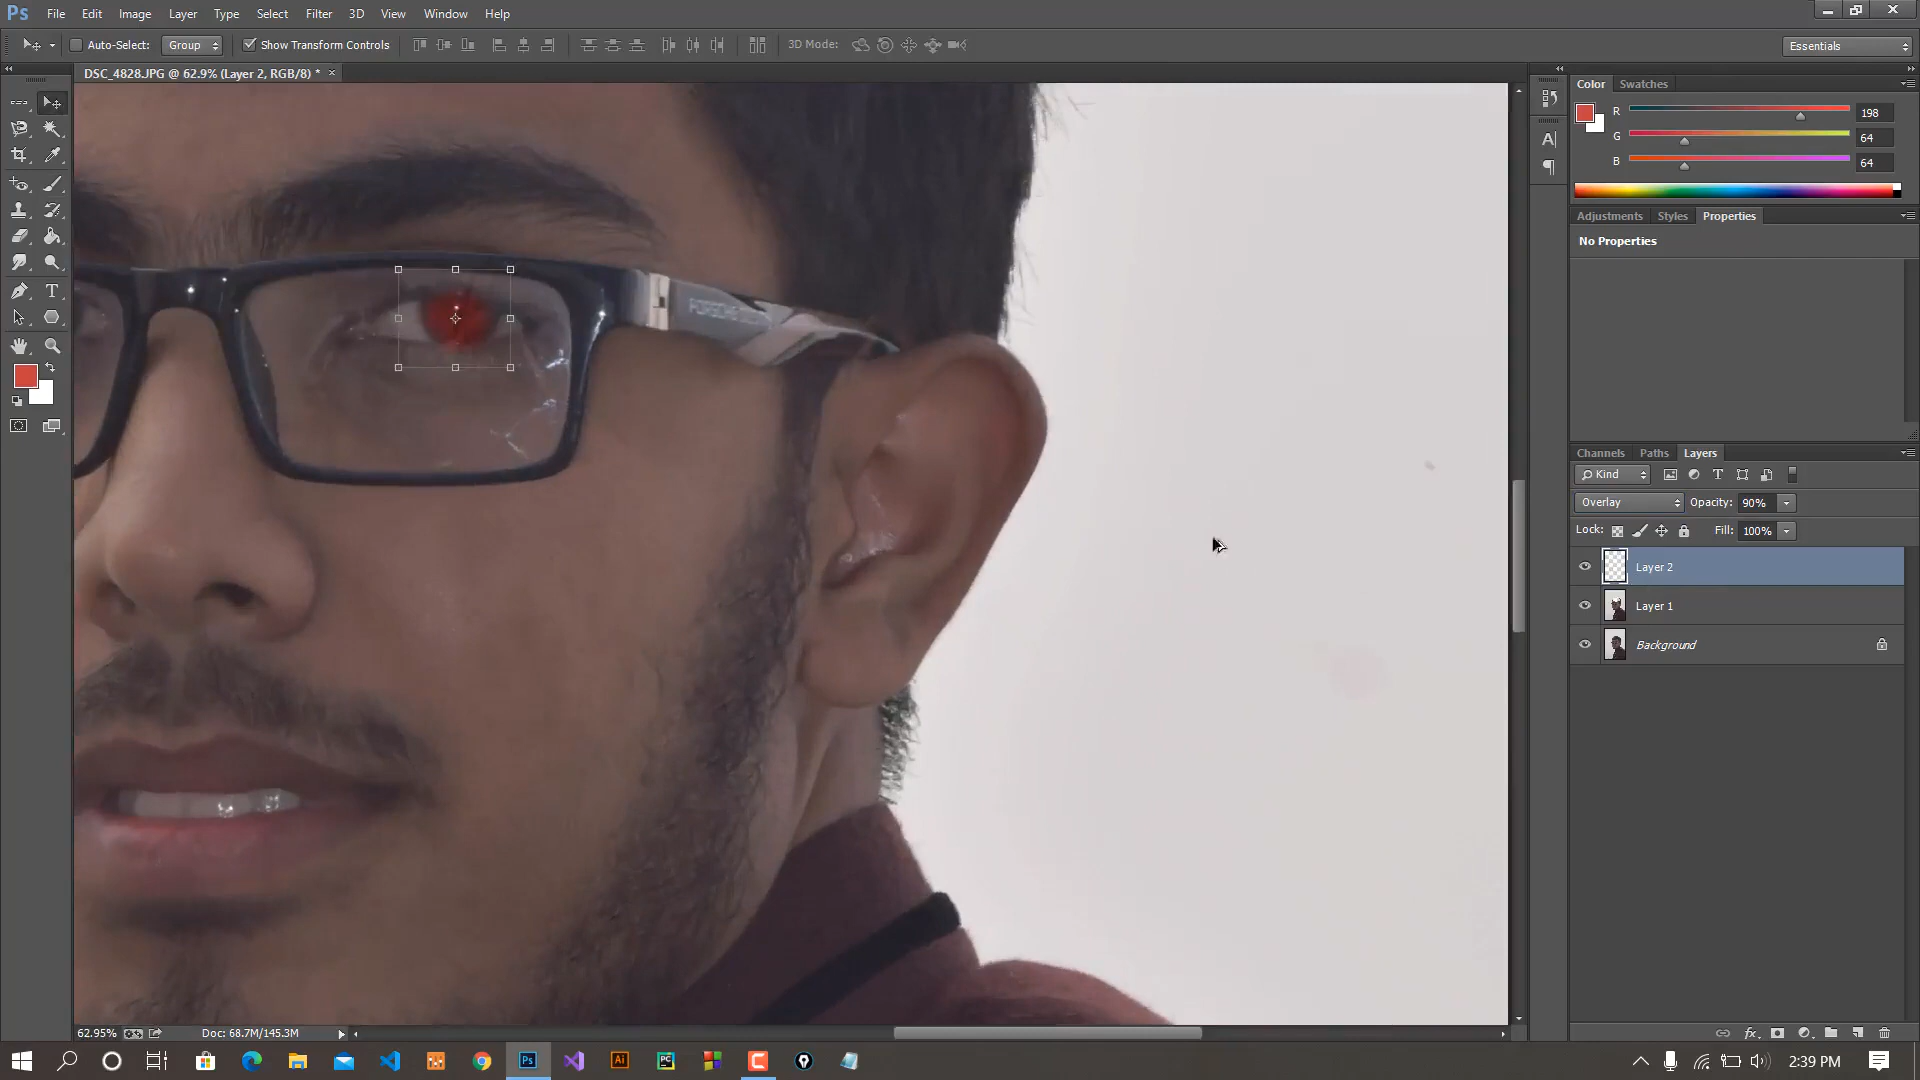 Ps File Edit Image Layer Type Select Filter 3D View Window Help
Auto-Select: Group Show Transform Controls 3D Mode: Essentials
DSC_4828.JPG @ 62.9% (Layer 2, RGB/8) * ×
Color Swatches
R 198
G 64
B 64
Adjustments Styles Properties
No Properties
Channels Paths Layers
Kind
Overlay Opacity: 90%
Lock: Fill: 100%
Layer 2
Layer 1
Background
62.95% Doc: 68.7M/145.3M
2:39 PM